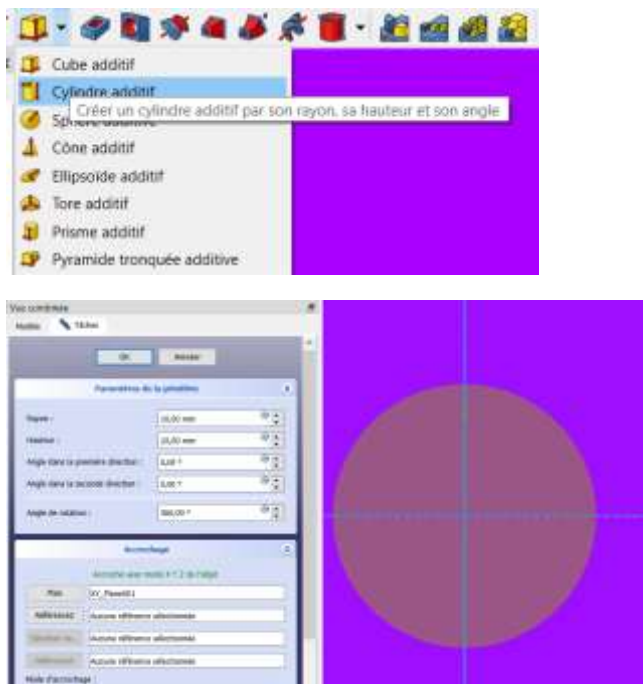 Cube additif
Cylindre additif
Créer un cylindre additif par son rayon, sa hauteur et son angle
Sphère additive
Cône additif
Ellipsoïde additif
Tore additif
Prisme additif
Pyramide tronquée additive
Vue combinée
Modèle Tâches
OK Annuler
Paramètres de la primitive
Rayon : 10,00 mm
Hauteur : 10,00 mm
Angle dans la première direction : 0,00 °
Angle dans la seconde direction : 0,00 °
Angle de rotation : 360,00 °
Accrochage
Plan XY_Plane001
Référence2 Aucune référence sélectionnée
Aucune référence sélectionnée
Aucune référence sélectionnée
Mode d'accrochage :